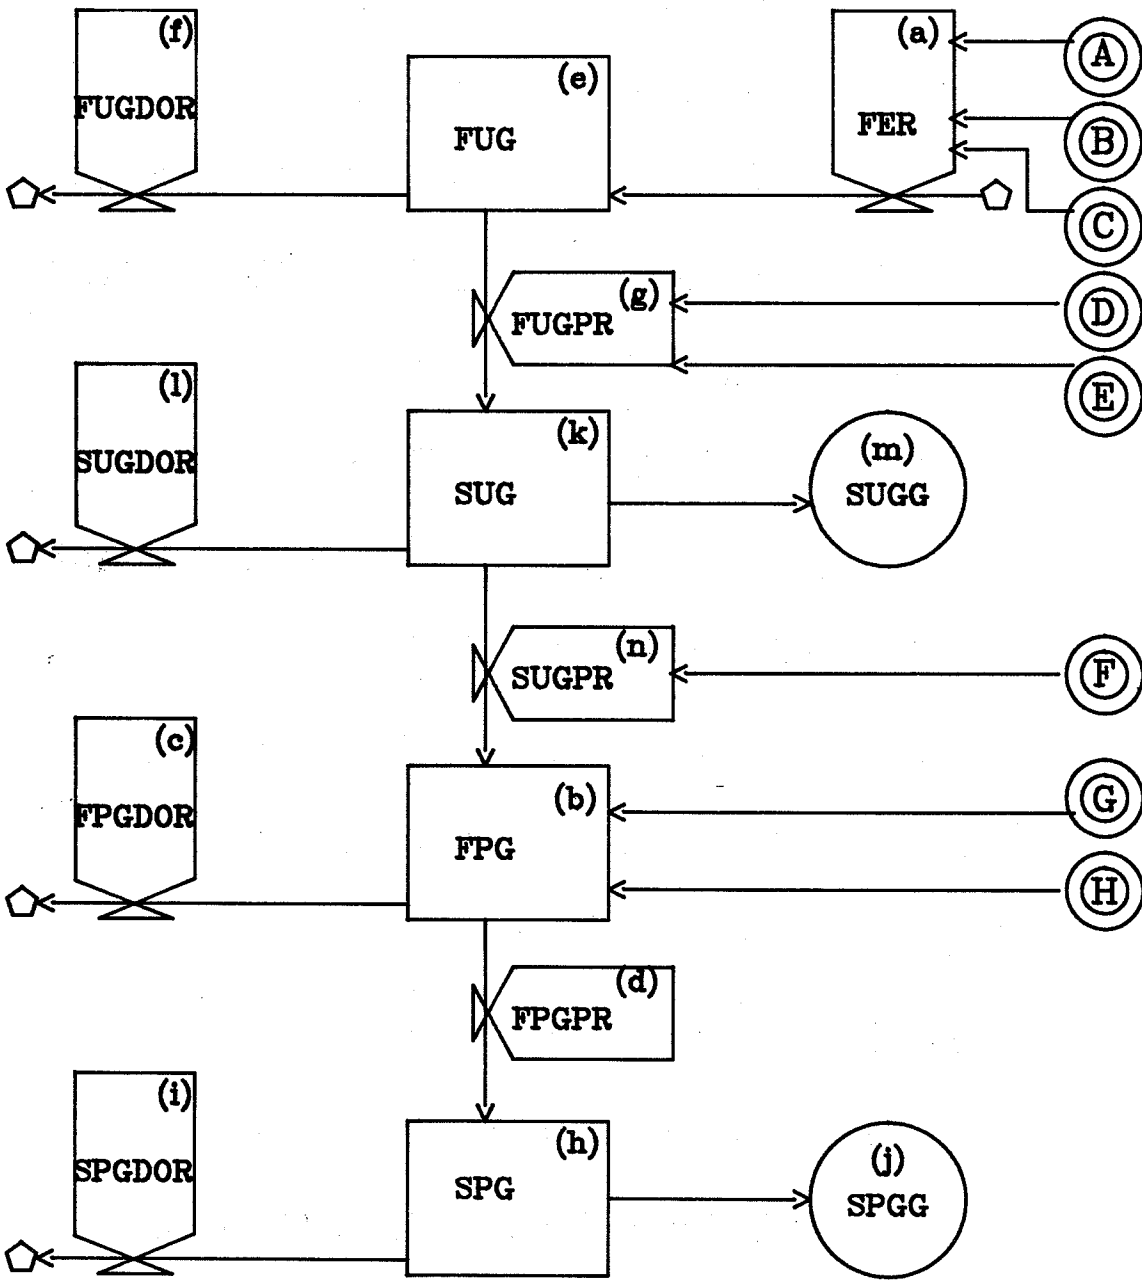 (f)
FUGDOR
(e)
FUG
(a)
FER
A
B
C
(g)
FUGPR
D
E
(l)
SUGDOR
(k)
SUG
(m)
SUGG
(n)
SUGPR
F
(c)
FPGDOR
(b)
FPG
G
H
(d)
FPGPR
(i)
SPGDOR
(h)
SPG
(j)
SPGG